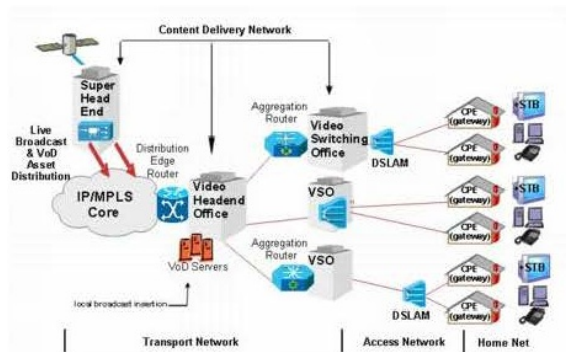 Content Delivery Network
Super
Head
End
Live
Broadcast
& VoD
Asset
Distribution
IP/MPLS
Core
Distribution
Edge
Router
Video
Headend
Office
VoD Servers
local broadcast insertion
Aggregation
Router
Video
Switching
Office
DSLAM
VSO
Aggregation
Router
VSO
DSLAM
CPE
(gateway)
STB
CPE
(gateway)
CPE
(gateway)
STB
CPE
(gateway)
CPE
(gateway)
STB
CPE
(gateway)
Transport Network
Access Network
Home Net